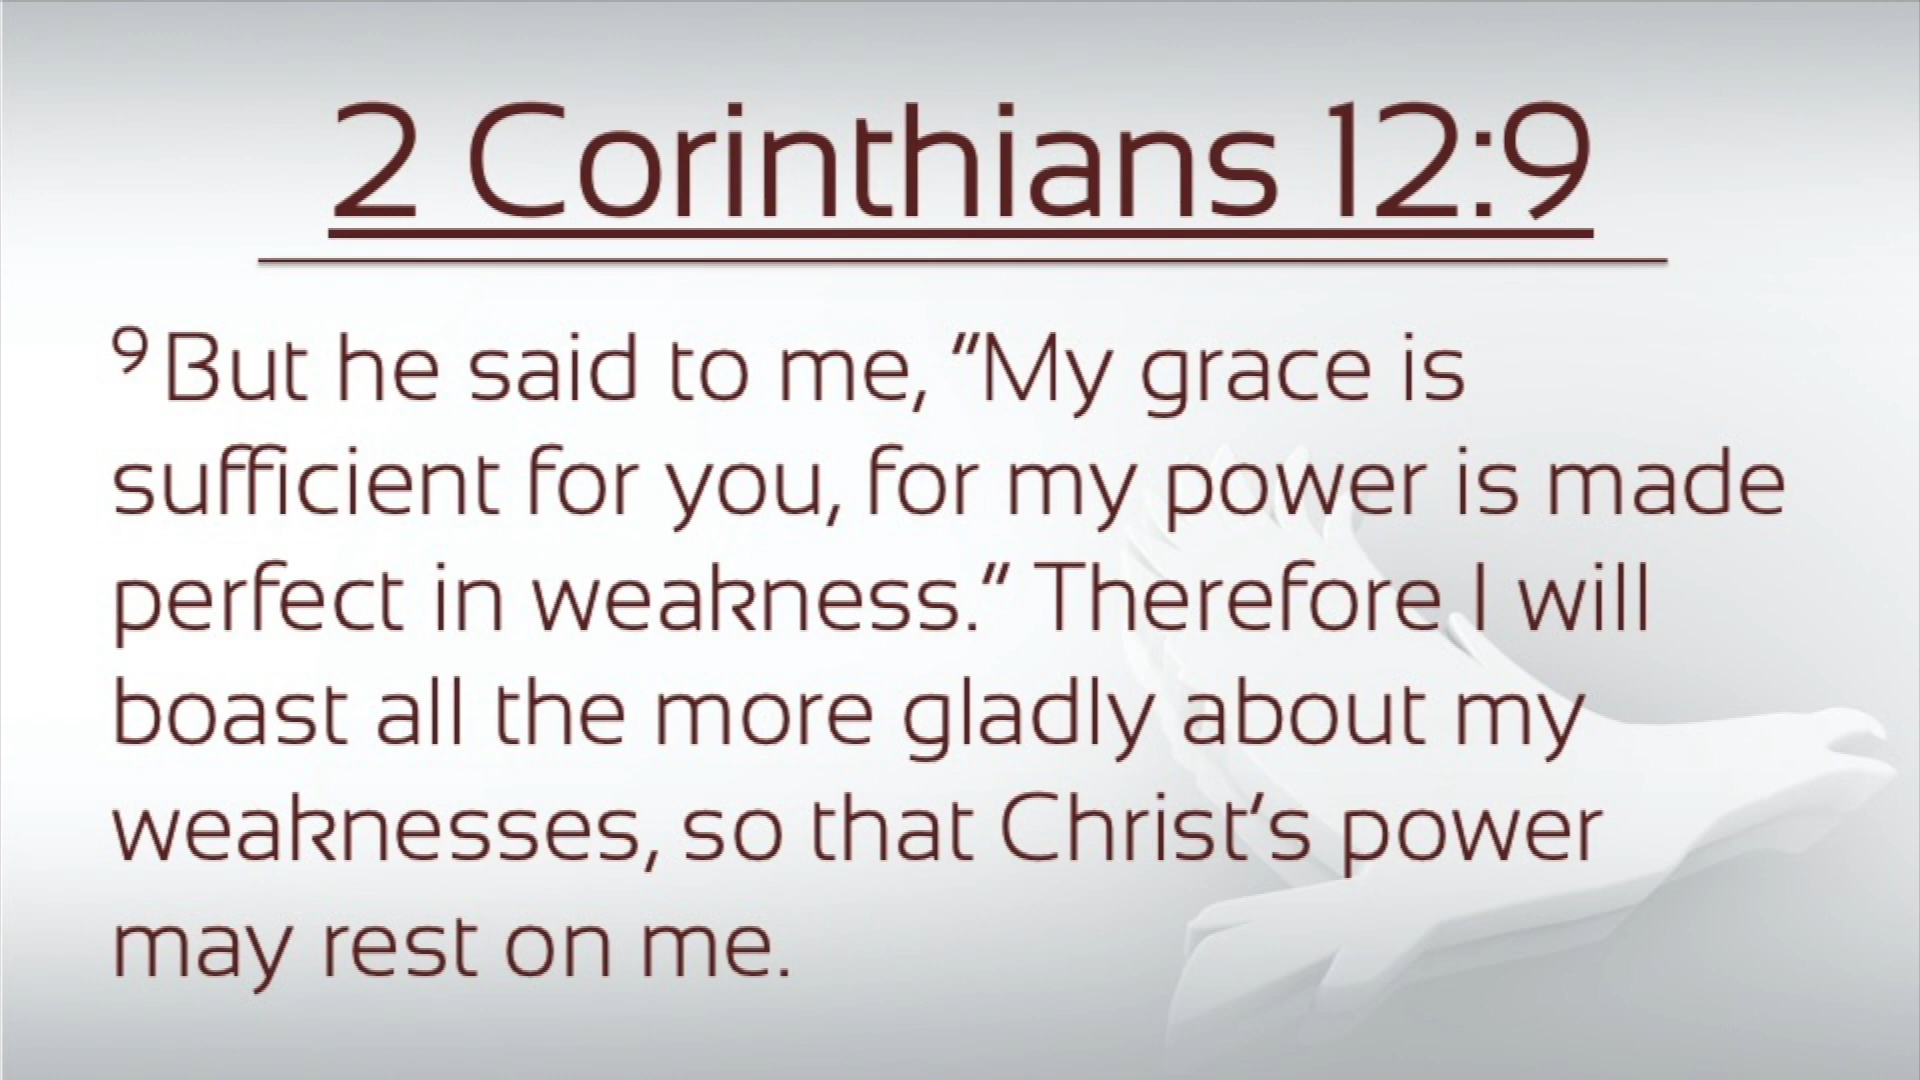 2 Corinthians 12:9
9 But he said to me, "My grace is
sufficient for you, for my power is made
perfect in weakness." Therefore I will
boast all the more gladly about my
weaknesses, so that Christ's power
may rest on me.